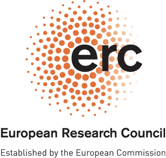 erc
European Research Council
Established by the European Commission